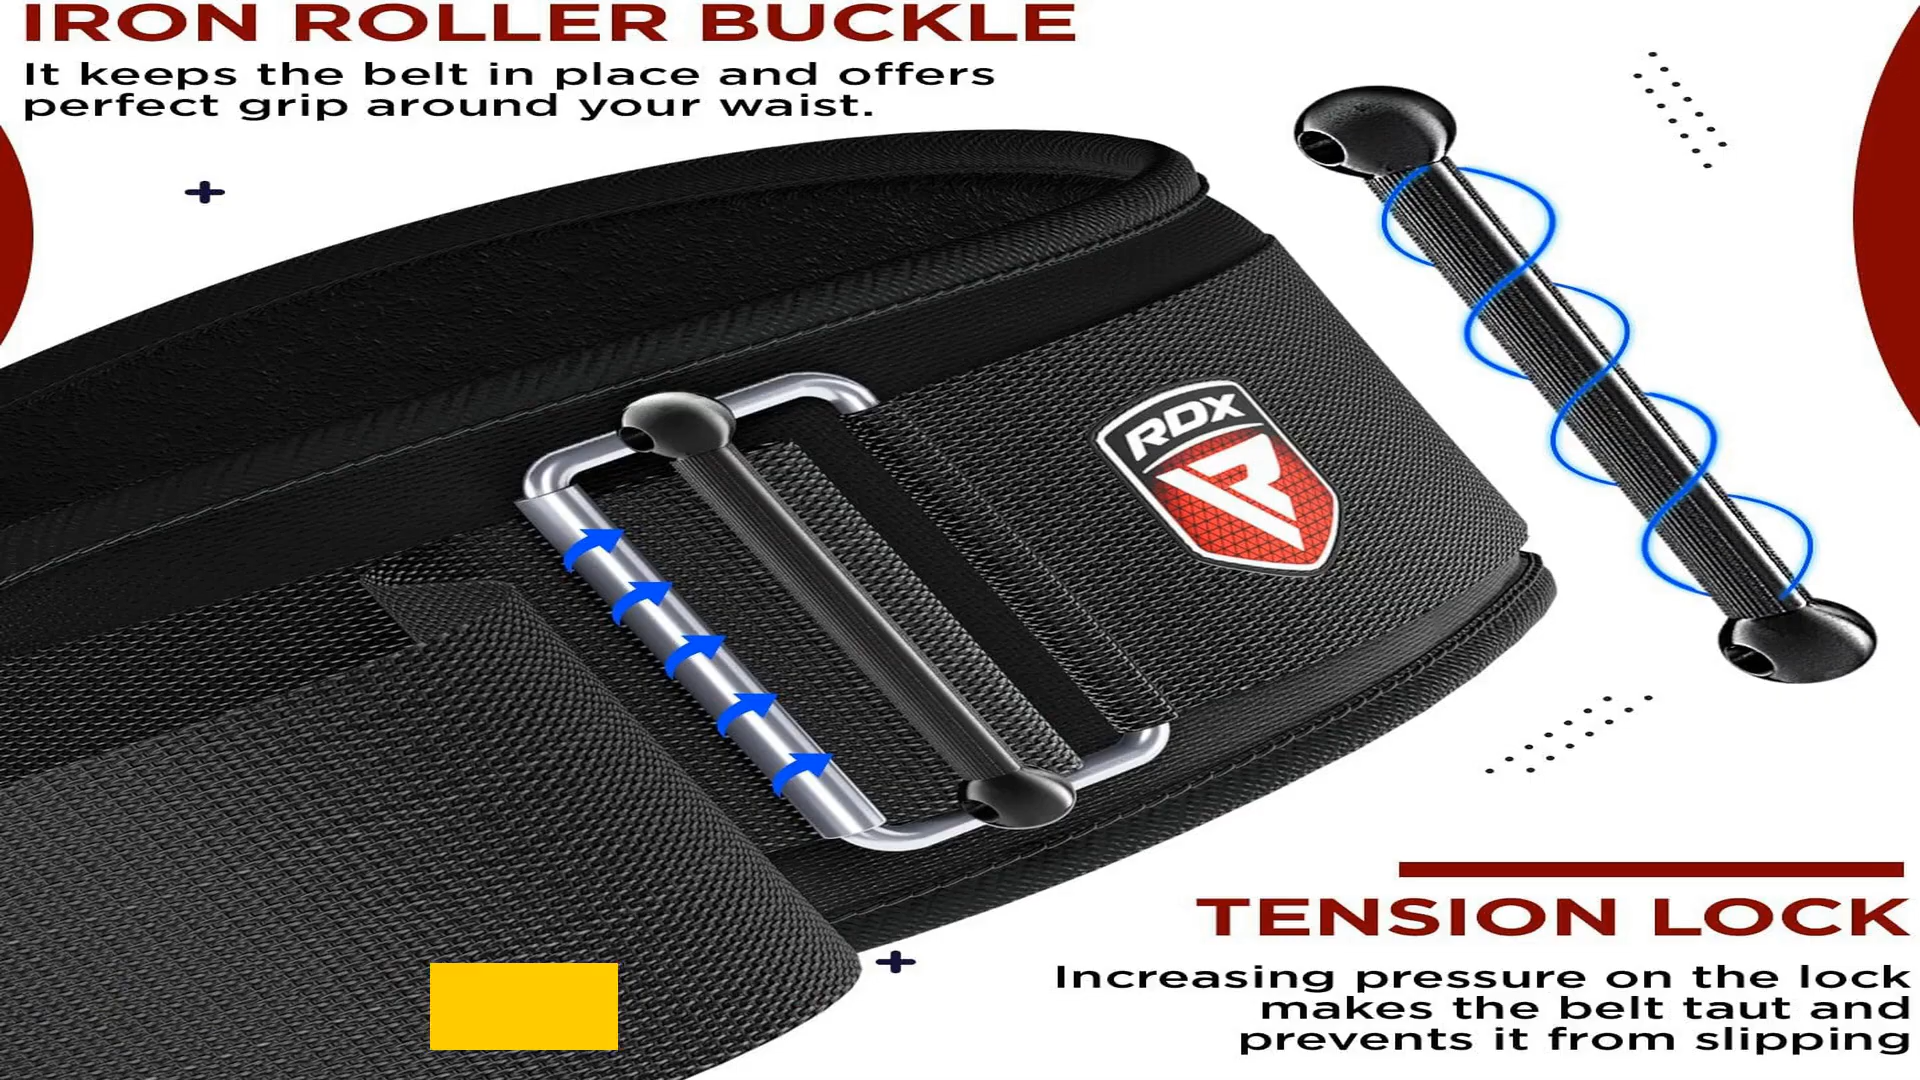 IRON ROLLER BUCKLE
It keeps the belt in place and offers
perfect grip around your waist.
RDX
TENSION LOCK
Increasing pressure on the lock
makes the belt taut and
prevents it from slipping